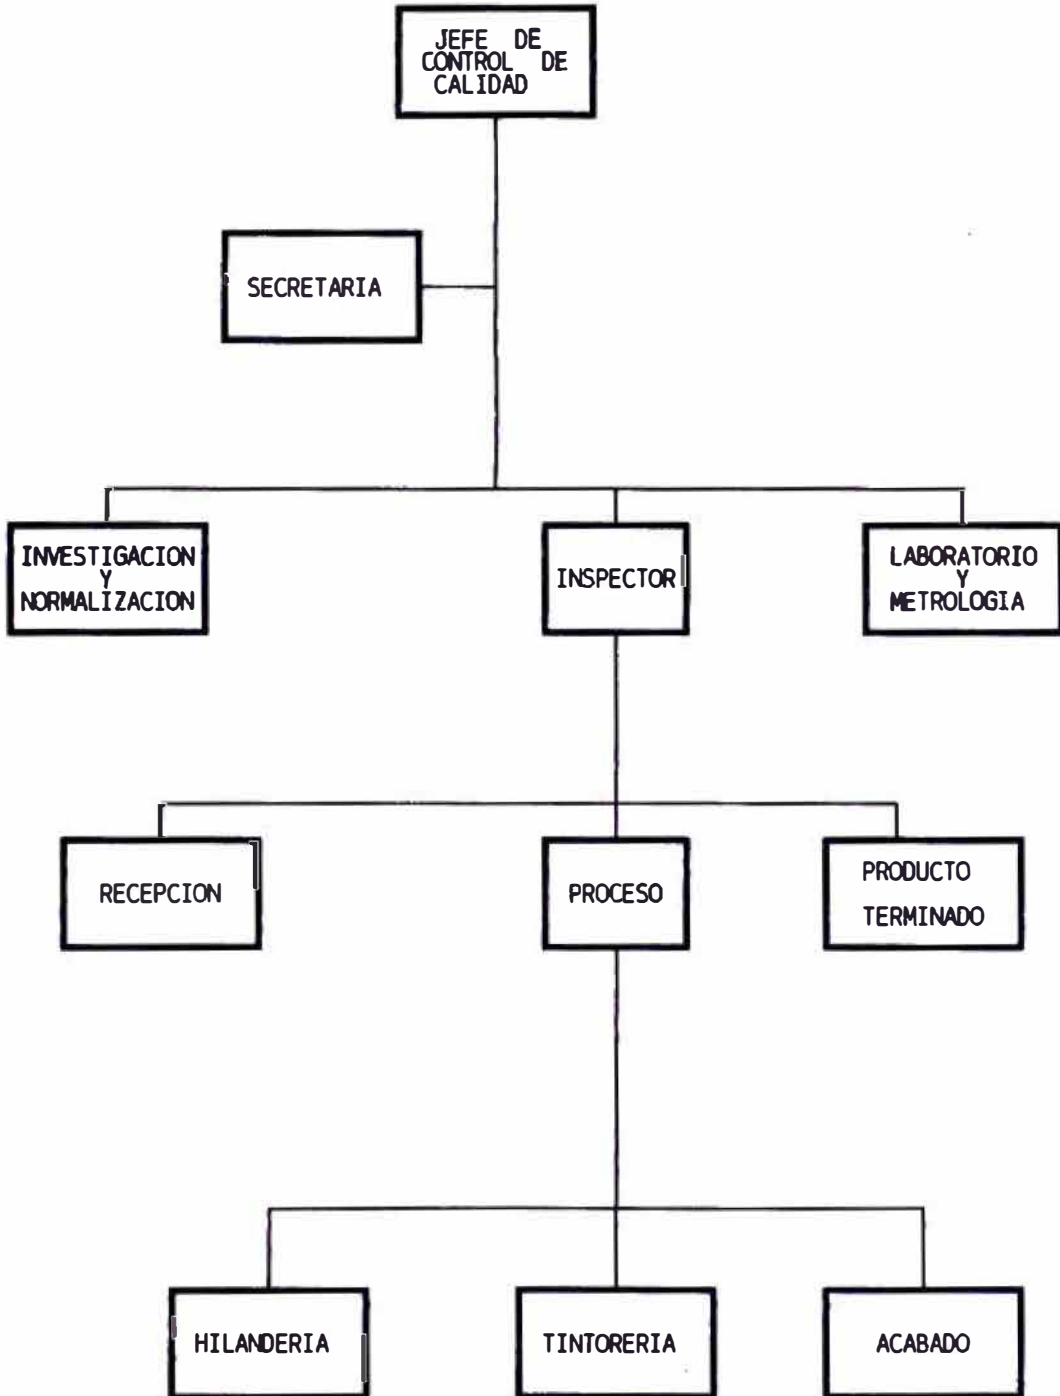 JEFE DE
CONTROL DE
CALIDAD
SECRETARIA
INVESTIGACION
Y
NORMALIZACION
INSPECTOR
LABORATORIO
Y
METROLOGIA
RECEPCION
PROCESO
PRODUCTO
TERMINADO
HILANDERIA
TINTORERIA
ACABADO